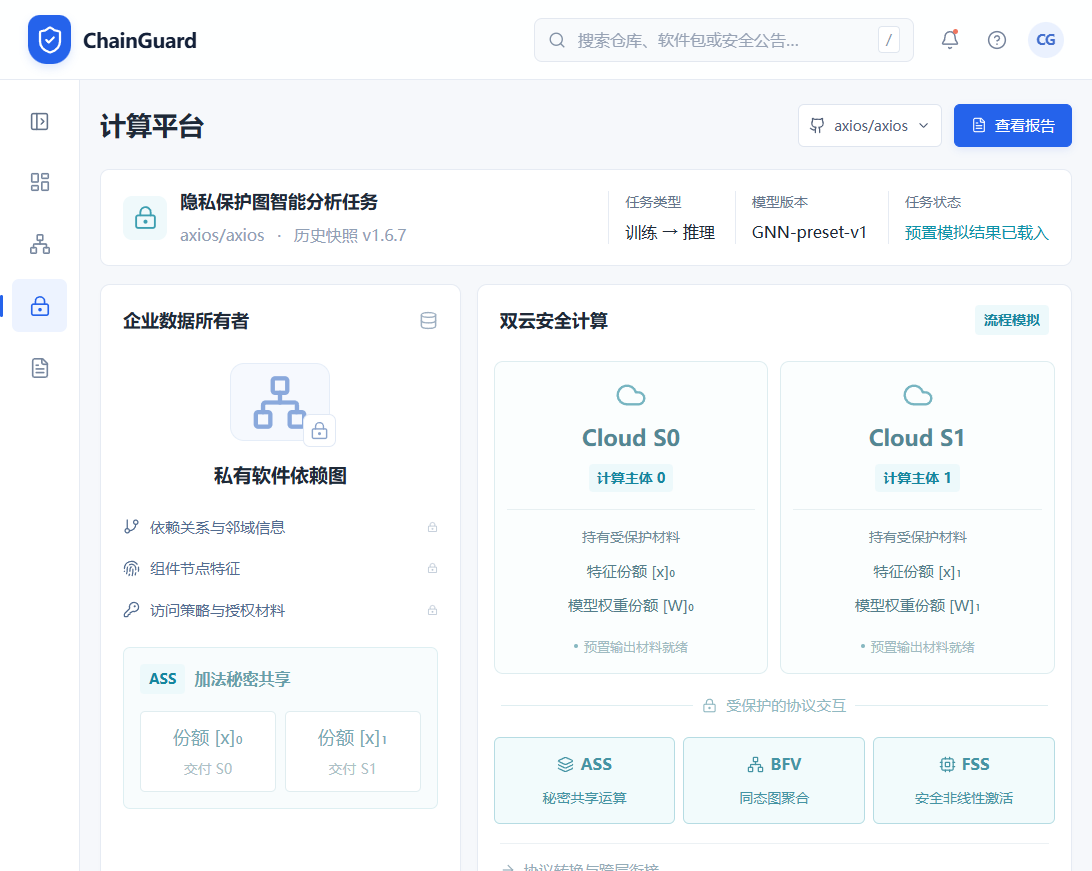 ChainGuard
搜索仓库、软件包或安全公告...
/
CG
计算平台
axios/axios
查看报告
隐私保护图智能分析任务
axios/axios · 历史快照 v1.6.7
任务类型
训练 → 推理
模型版本
GNN-preset-v1
任务状态
预置模拟结果已载入
企业数据所有者
私有软件依赖图
依赖关系与邻域信息
组件节点特征
访问策略与授权材料
ASS 加法秘密共享
份额 [x]₀
交付 S0
份额 [x]₁
交付 S1
双云安全计算
流程模拟
Cloud S0
计算主体 0
持有受保护材料
特征份额 [x]₀
模型权重份额 [W]₀
• 预置输出材料就绪
Cloud S1
计算主体 1
持有受保护材料
特征份额 [x]₁
模型权重份额 [W]₁
• 预置输出材料就绪
受保护的协议交互
ASS
秘密共享运算
BFV
同态图聚合
FSS
安全非线性激活
协议转换与跨层衔接